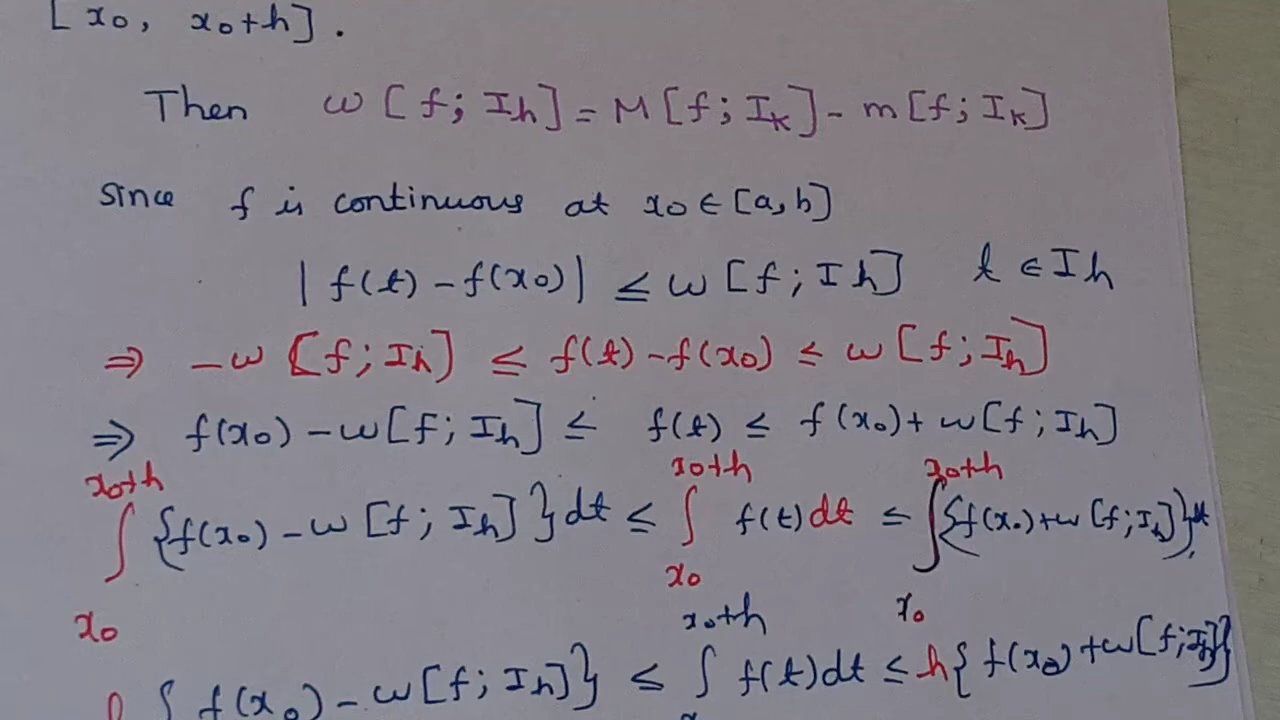 [x₀, x₀+h].
Then ω[f; Iₕ] = M[f; Iₖ] - m[f; Iₖ]
Since f is continuous at x₀ ∈ [a, b]
|f(t) - f(x₀)| ≤ ω[f; Iₕ] t ∈ Iₕ
⇒ -ω[f; Iₕ] ≤ f(t) - f(x₀) ≤ ω[f; Iₕ]
⇒ f(x₀) - ω[f; Iₕ] ≤ f(t) ≤ f(x₀) + ω[f; Iₕ]
∫_{x₀}^{x₀+h} {f(x₀) - ω[f; Iₕ]} dt ≤ ∫_{x₀}^{x₀+h} f(t) dt ≤ ∫_{x₀}^{x₀+h} {f(x₀) + ω[f; Iₕ]} dt
{f(x₀) - ω[f; Iₕ]} ≤ ∫^{x₀+h} f(t) dt ≤ h{f(x₀) + ω[f; Iₕ]}